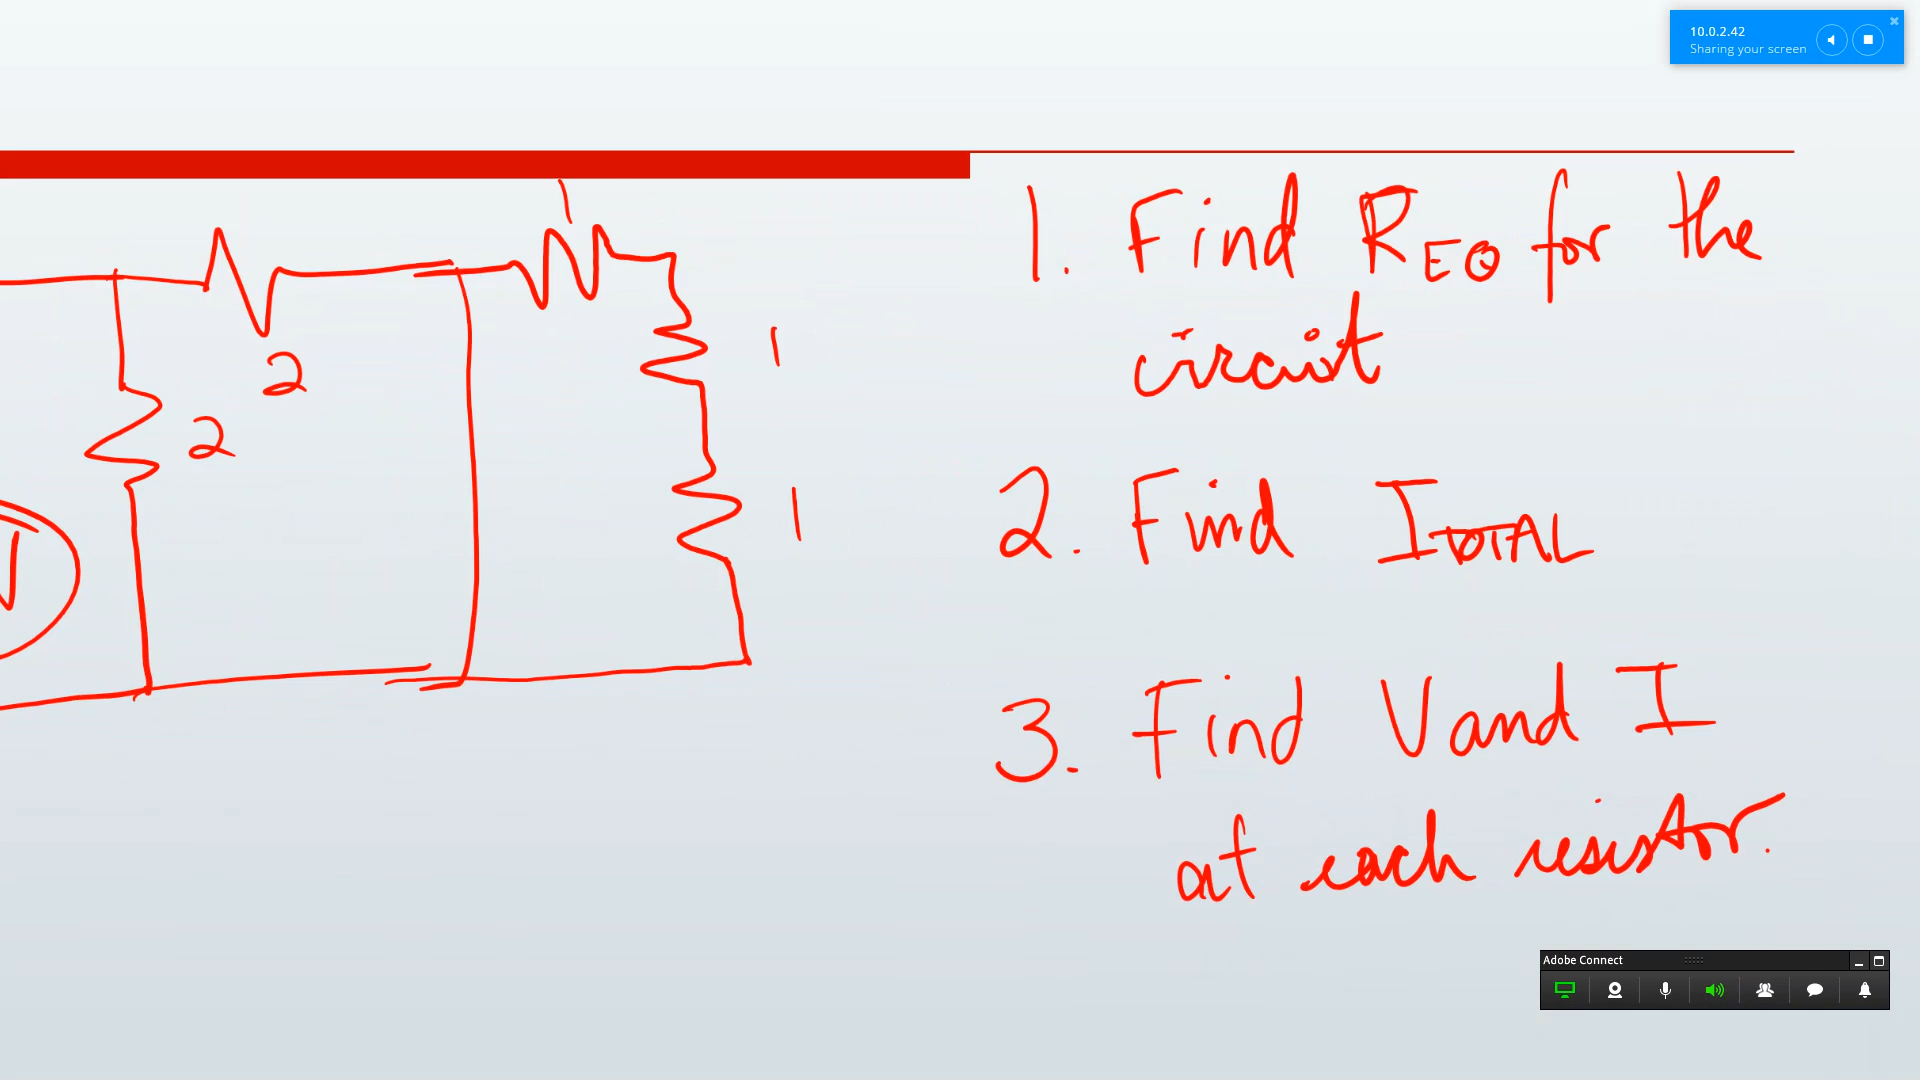 10.0.2.42
Sharing your screen
1
2
2
1
1
1. Find REQ for the
circuit
2. Find ITOTAL
3. Find V and I
at each resistor.
Adobe Connect